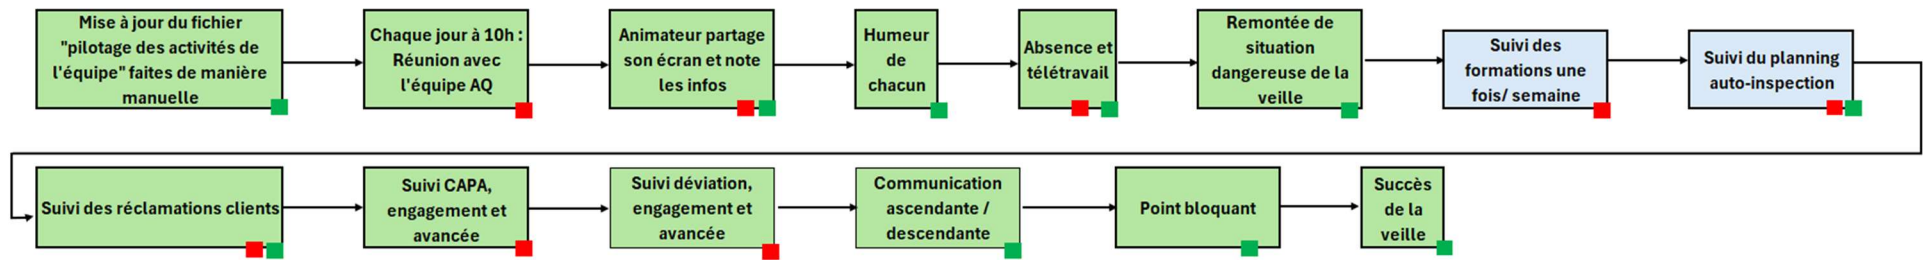 Mise à jour du fichier
"pilotage des activités de
l'équipe" faites de manière
manuelle
Chaque jour à 10h :
Réunion avec
l'équipe AQ
Animateur partage
son écran et note
les infos
Humeur
de
chacun
Absence et
télétravail
Remontée de
situation
dangereuse de la
veille
Suivi des
formations une
fois/ semaine
Suivi du planning
auto-inspection
Suivi des réclamations clients
Suivi CAPA,
engagement et
avancée
Suivi déviation,
engagement et
avancée
Communication
ascendante /
descendante
Point bloquant
Succès
de la
veille